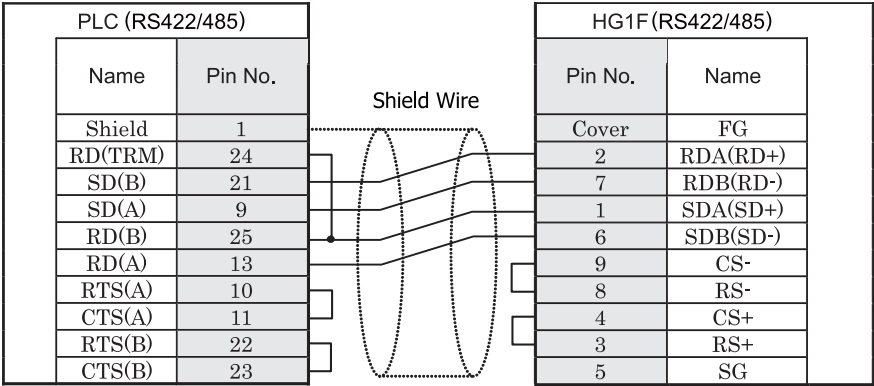 PLC (RS422/485) HG1F(RS422/485)
Name Pin No. Pin No. Name
Shield Wire
Shield 1 Cover FG
RD(TRM) 24 2 RDA(RD+)
SD(B) 21 7 RDB(RD-)
SD(A) 9 1 SDA(SD+)
RD(B) 25 6 SDB(SD-)
RD(A) 13 9 CS-
RTS(A) 10 8 RS-
CTS(A) 11 4 CS+
RTS(B) 22 3 RS+
CTS(B) 23 5 SG